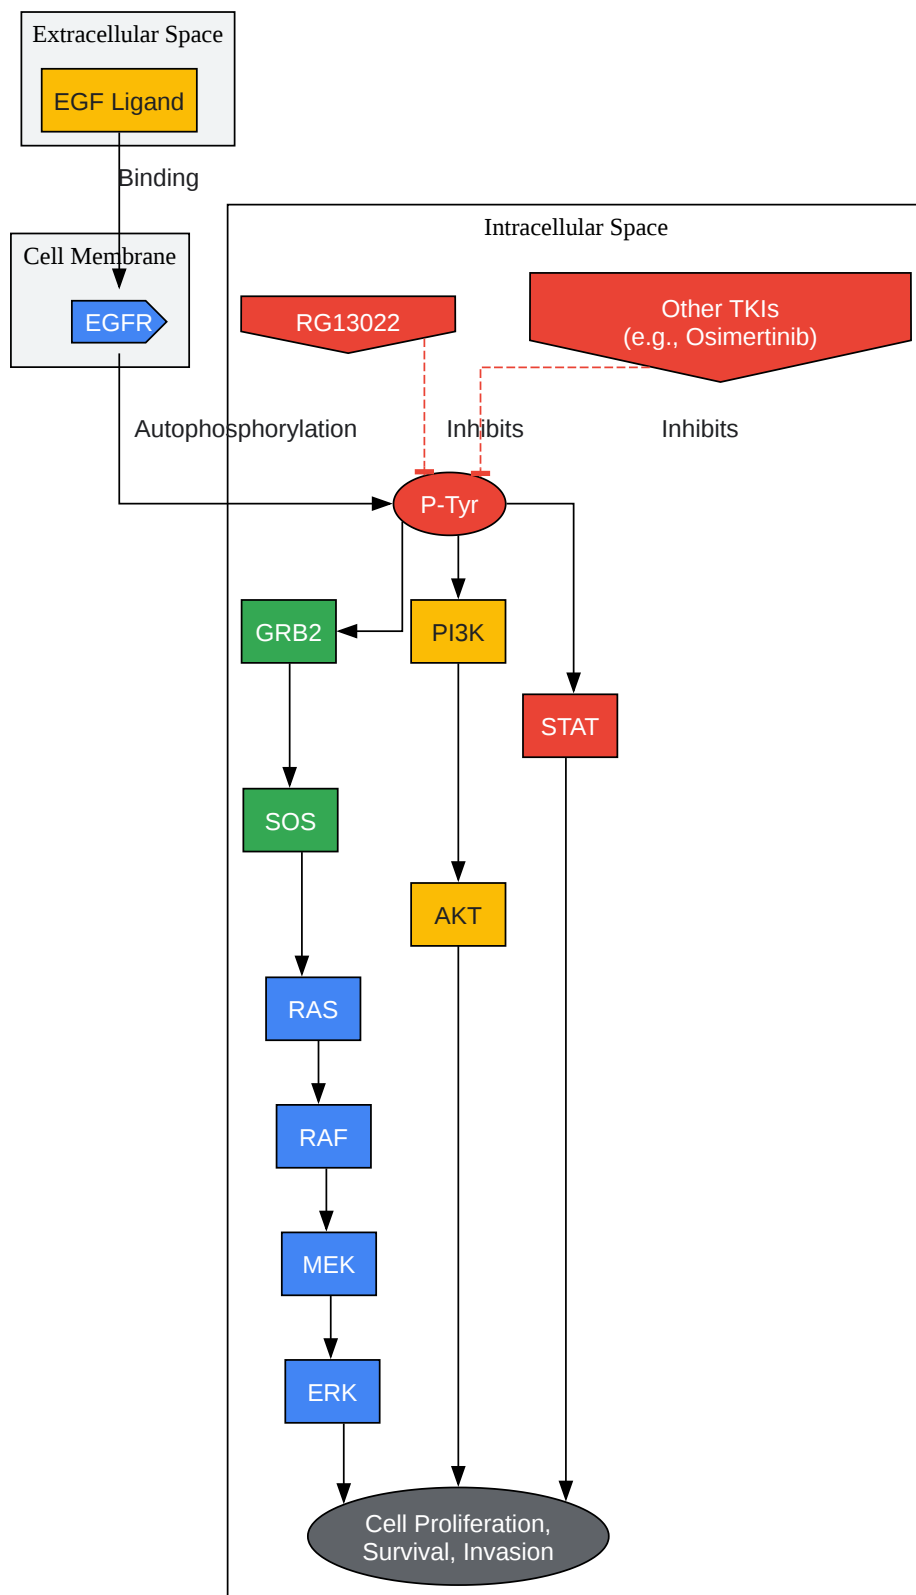 Extracellular Space
EGF Ligand
Binding
Intracellular Space
Cell Membrane
EGFR
RG13022
Other TKIs
(e.g., Osimertinib)
Autophosphorylation
Inhibits
Inhibits
P-Tyr
GRB2
PI3K
STAT
SOS
AKT
RAS
RAF
MEK
ERK
Cell Proliferation,
Survival, Invasion